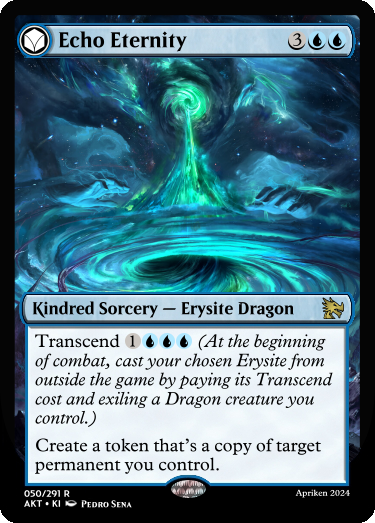 Echo Eternity 3UU
Kindred Sorcery — Erysite Dragon
Transcend 1UUU (At the beginning
of combat, cast your chosen Erysite from
outside the game by paying its Transcend
cost and exiling a Dragon creature you
control.)
Create a token that's a copy of target
permanent you control.
050/291 R
AKT • KI Pedro Sena
Apriken 2024